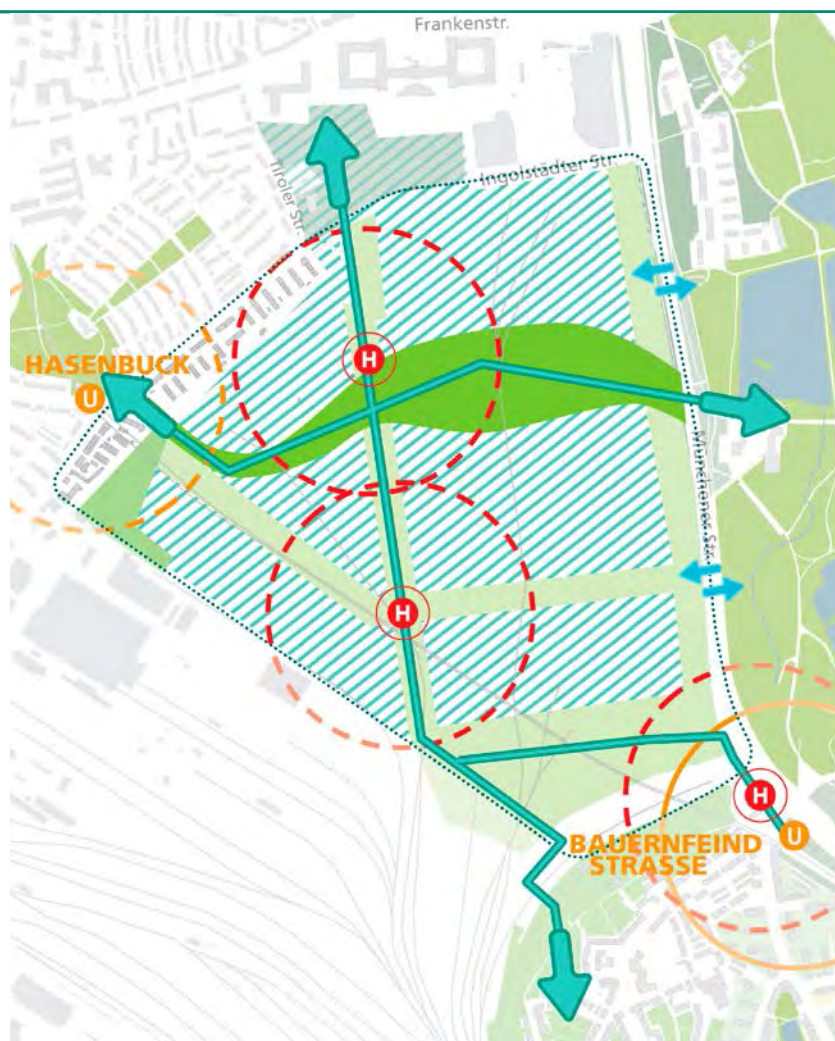 Frankenstr.
Ingolstädter Str.
Tiroler Str.
HASENBUCK
U
H
Münchener Str.
H
H
BAUERNFEIND
STRASSE
U